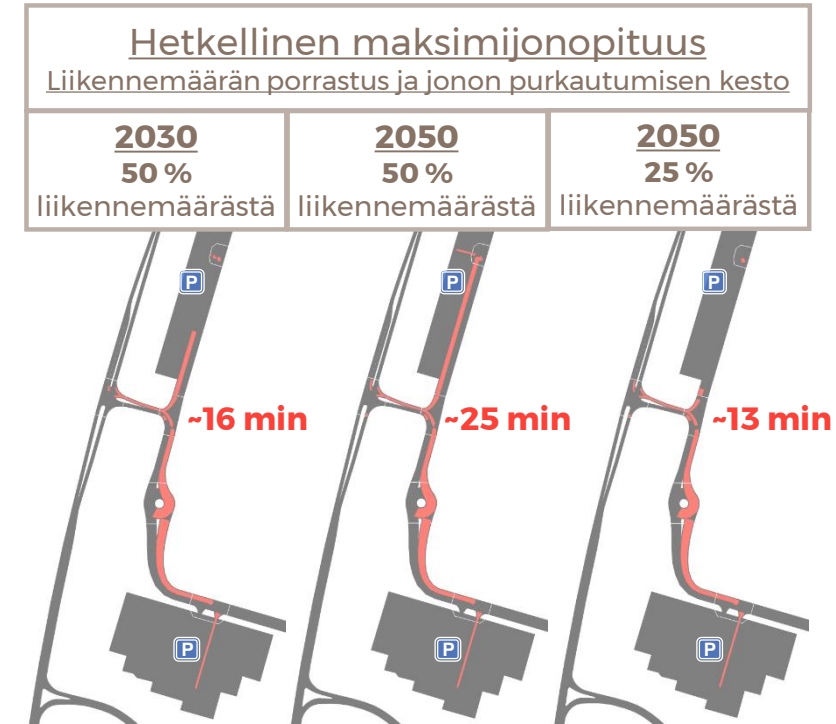 Hetkellinen maksimijonopituus
Liikennemäärän porrastus ja jonon purkautumisen kesto
2030
50 %
liikennemäärästä
2050
50 %
liikennemäärästä
2050
25 %
liikennemäärästä
P
P
P
~16 min
~25 min
~13 min
P
P
P